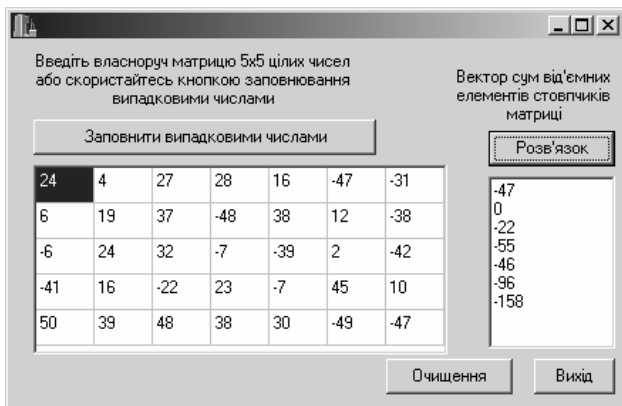 Введіть власноруч матрицю 5x5 цілих чисел
або скористайтесь кнопкою заповнювання
випадковими числами
Заповнити випадковими числами
Вектор сум від'ємних
елементів стовпчиків
матриці
Розв'язок
24 4 27 28 16 -47 -31
6 19 37 -48 38 12 -38
-6 24 32 -7 -39 2 -42
-41 16 -22 23 -7 45 10
50 39 48 38 30 -49 -47
-47
0
-22
-55
-46
-96
-158
Очищення
Вихід